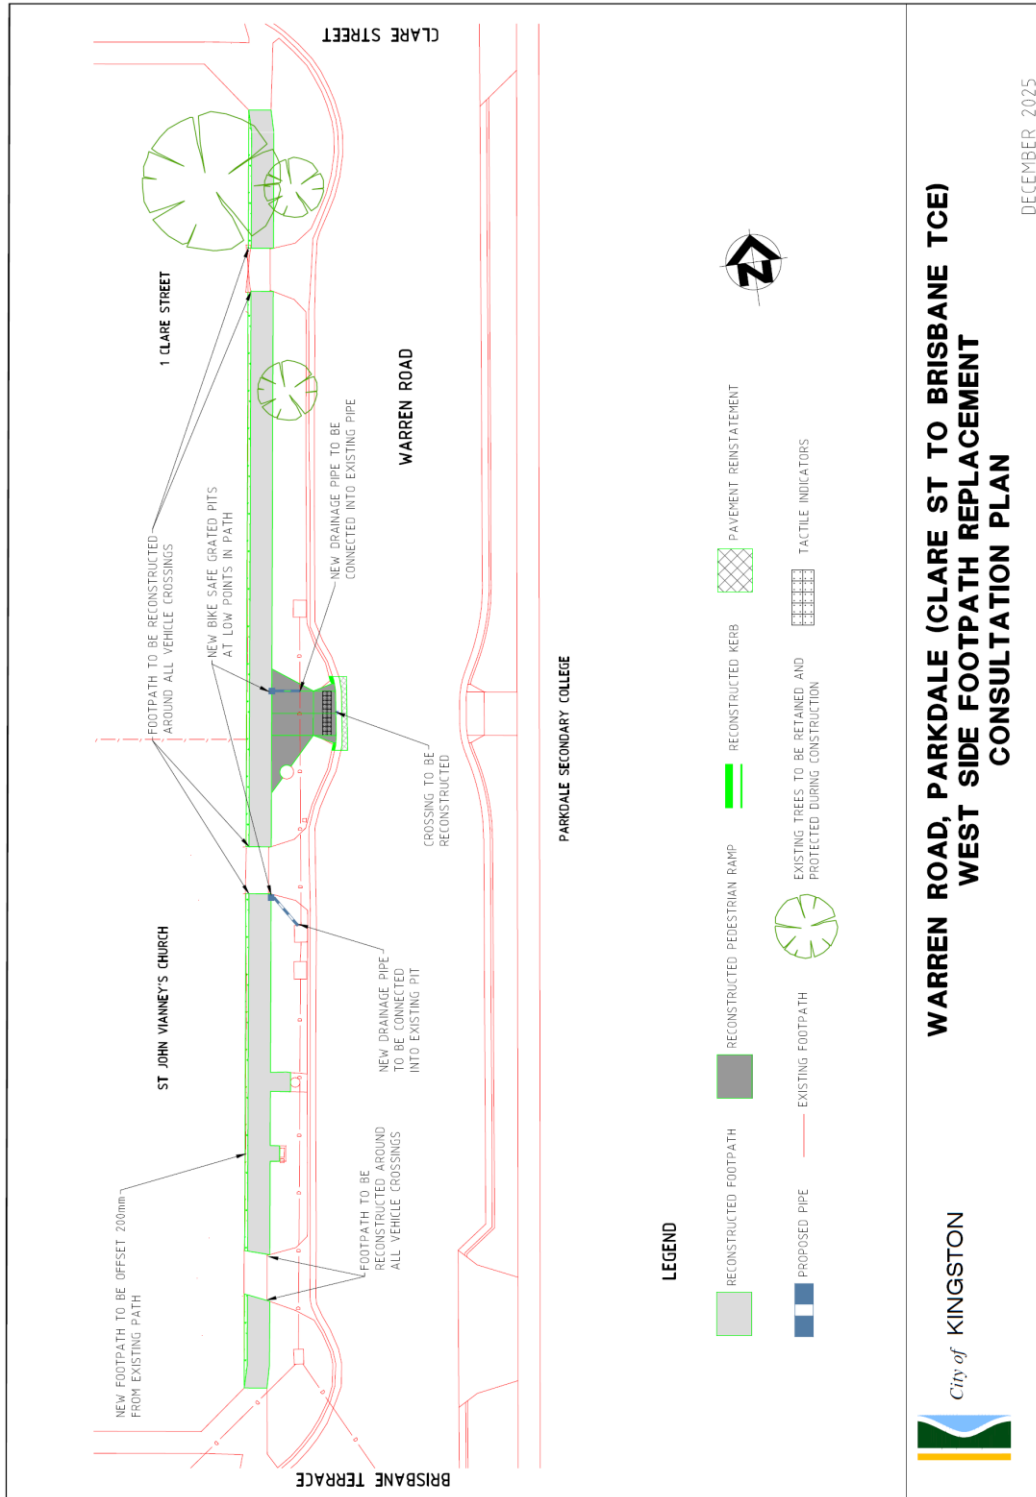 BRISBANE TERRACE
CLARE STREET
NEW FOOTPATH TO BE OFFSET 200mm
FROM EXISTING PATH
ST JOHN VIANNEY'S CHURCH
FOOTPATH TO BE RECONSTRUCTED
AROUND ALL VEHICLE CROSSINGS
1 CLARE STREET
NEW BIKE SAFE GRATED PITS
AT LOW POINTS IN PATH
FOOTPATH TO BE
RECONSTRUCTED AROUND
ALL VEHICLE CROSSINGS
NEW DRAINAGE PIPE
TO BE CONNECTED
INTO EXISTING PIT
CROSSING TO BE
RECONSTRUCTED
NEW DRAINAGE PIPE TO BE
CONNECTED INTO EXISTING PIPE
WARREN ROAD
PARKDALE SECONDARY COLLEGE
LEGEND
RECONSTRUCTED FOOTPATH
RECONSTRUCTED PEDESTRIAN RAMP
RECONSTRUCTED KERB
PAVEMENT REINSTATEMENT
PROPOSED PIPE
EXISTING FOOTPATH
EXISTING TREES TO BE RETAINED AND
PROTECTED DURING CONSTRUCTION
TACTILE INDICATORS
N
City of KINGSTON
WARREN ROAD, PARKDALE (CLARE ST TO BRISBANE TCE)
WEST SIDE FOOTPATH REPLACEMENT
CONSULTATION PLAN
DECEMBER 2025